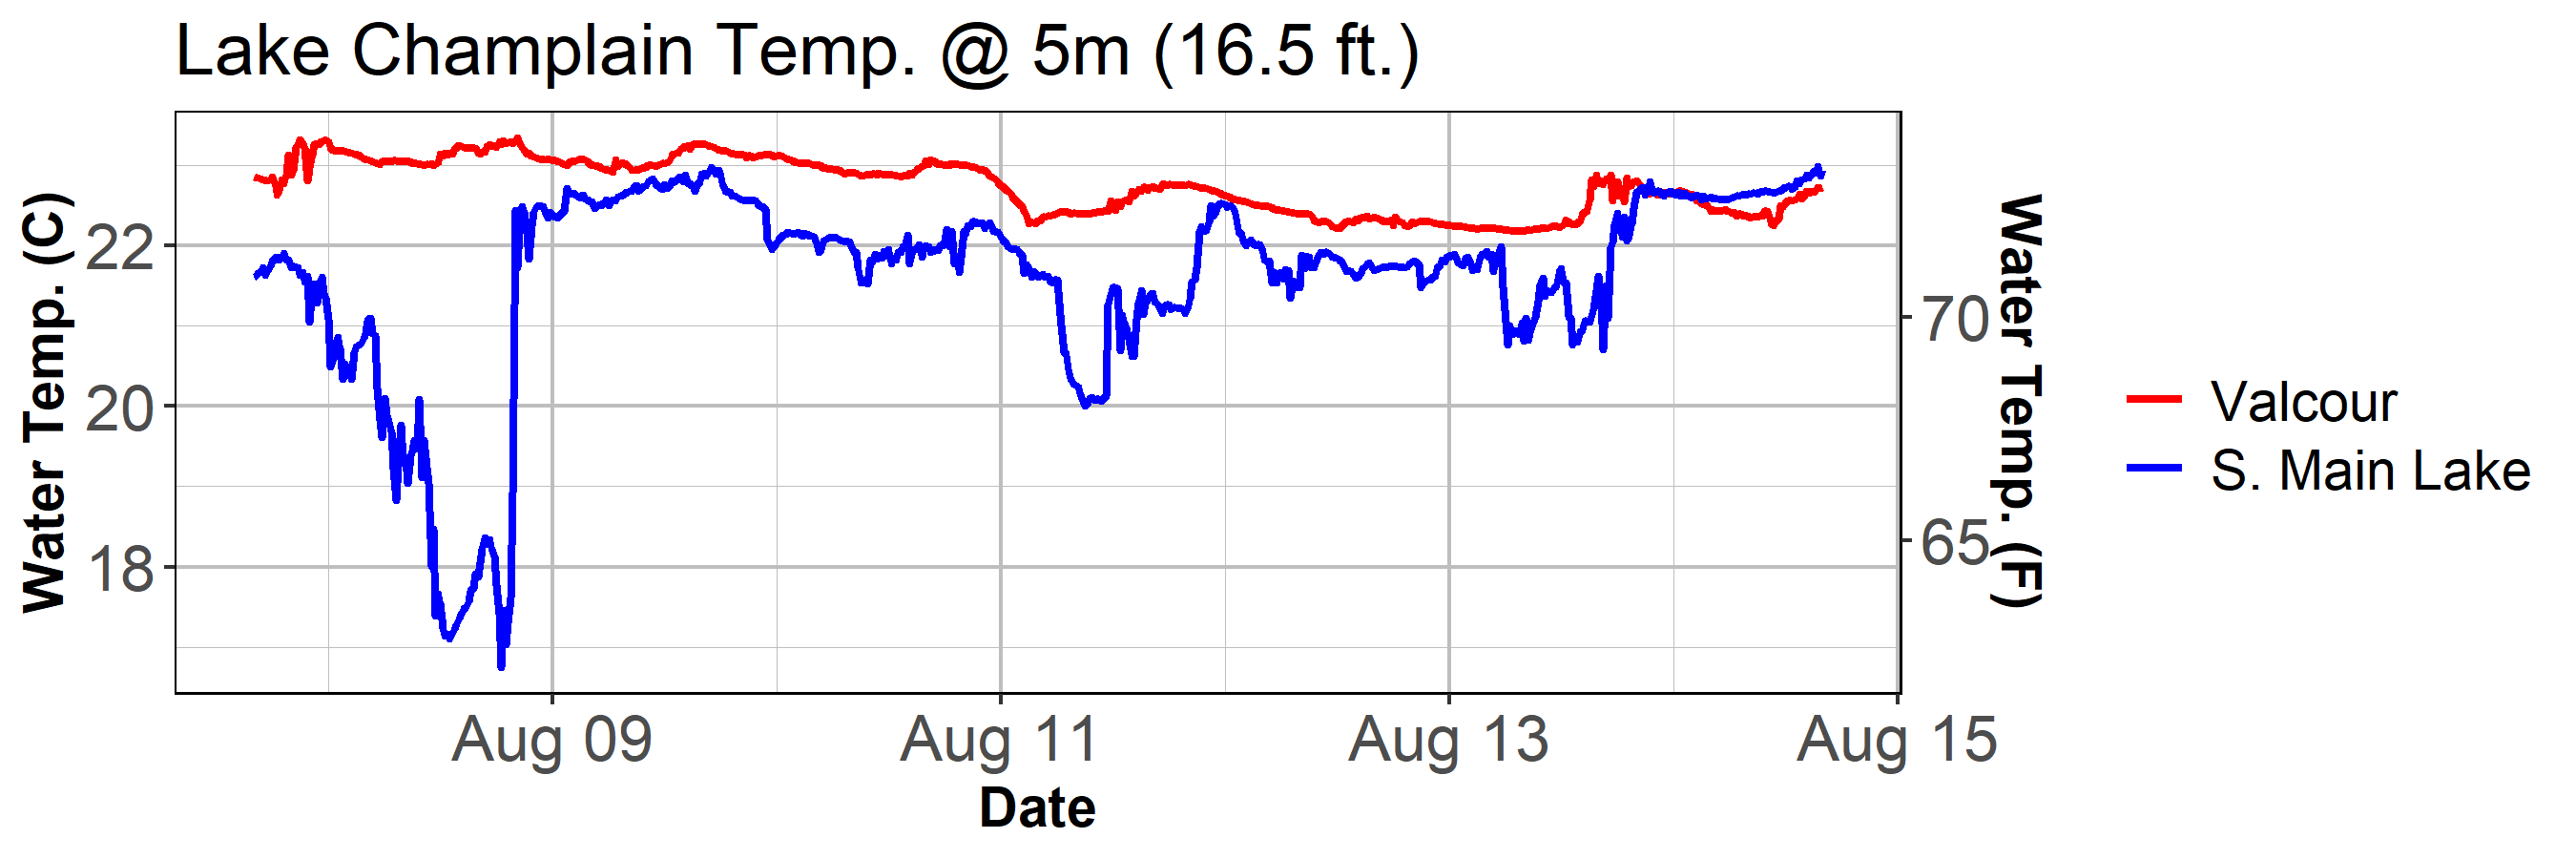 Lake Champlain Temp. @ 5m (16.5 ft.)
Water Temp. (C)
22
20
18
70
65
Water Temp. (F)
Valcour
S. Main Lake
Aug 09
Aug 11
Aug 13
Aug 15
Date